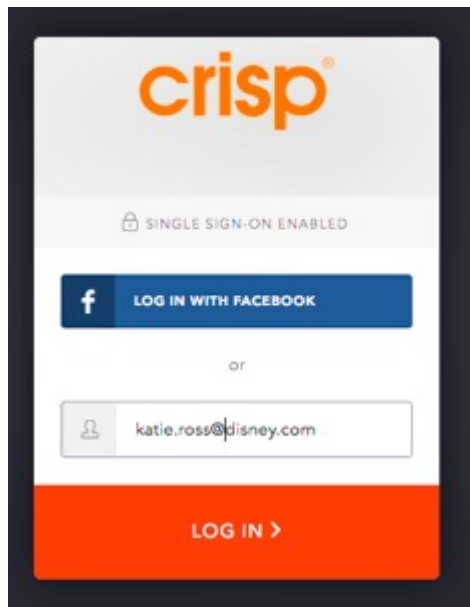 crisp®
SINGLE SIGN-ON ENABLED
f LOG IN WITH FACEBOOK
or
katie.ross@disney.com
LOG IN >